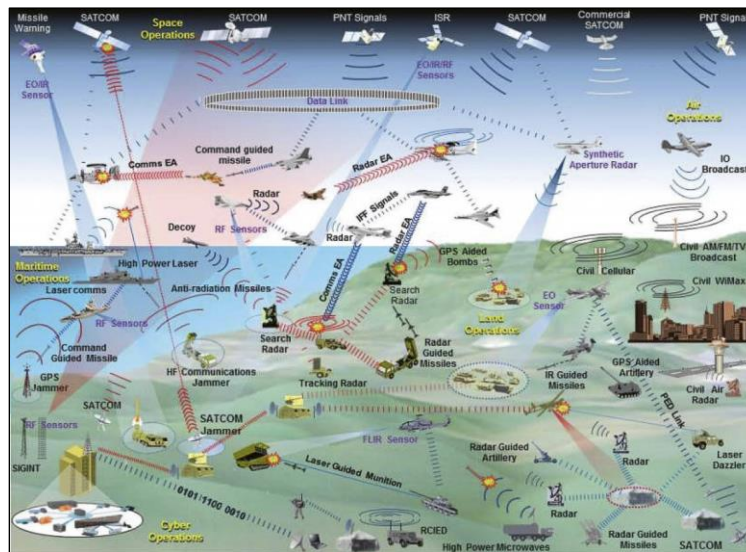 Missile
Warning
SATCOM
Space
Operations
SATCOM
PNT Signals
ISR
SATCOM
Commercial
SATCOM
PNT Signals
EO/IR
Sensor
EO/IR/RF
Sensors
Data Link
Air
Operations
Comms EA
Command guided
missile
Radar EA
Synthetic
Aperture Radar
IO
Broadcast
Radar
IFF Signals
RF Sensors
Decoy
Radar
Radar EA
Civil AM/FM/TV
Broadcast
Maritime
Operations
High Power Laser
Laser comms
Anti-radiation Missiles
Comms EA
GPS Aided
Bombs
Civil Cellular
Civil WiMax
Search
Radar
EO
Sensor
RF Sensors
Command
Guided Missile
Search
Radar
Land
Operations
Radar
Guided
Missiles
GPS
Jammer
HF Communications
Jammer
Tracking Radar
IR Guided
Missiles
GPS Aided
Artillery
Civil Air
Radar
PED Link
SATCOM
SATCOM
Jammer
RF Sensors
FLIR Sensor
SIGINT
Laser Guided Munition
Radar Guided
Artillery
Radar
Laser
Dazzler
0101/1100 0010
Radar
Cyber
Operations
RCIED
High Power Microwaves
Radar Guided
Missiles
SATCOM